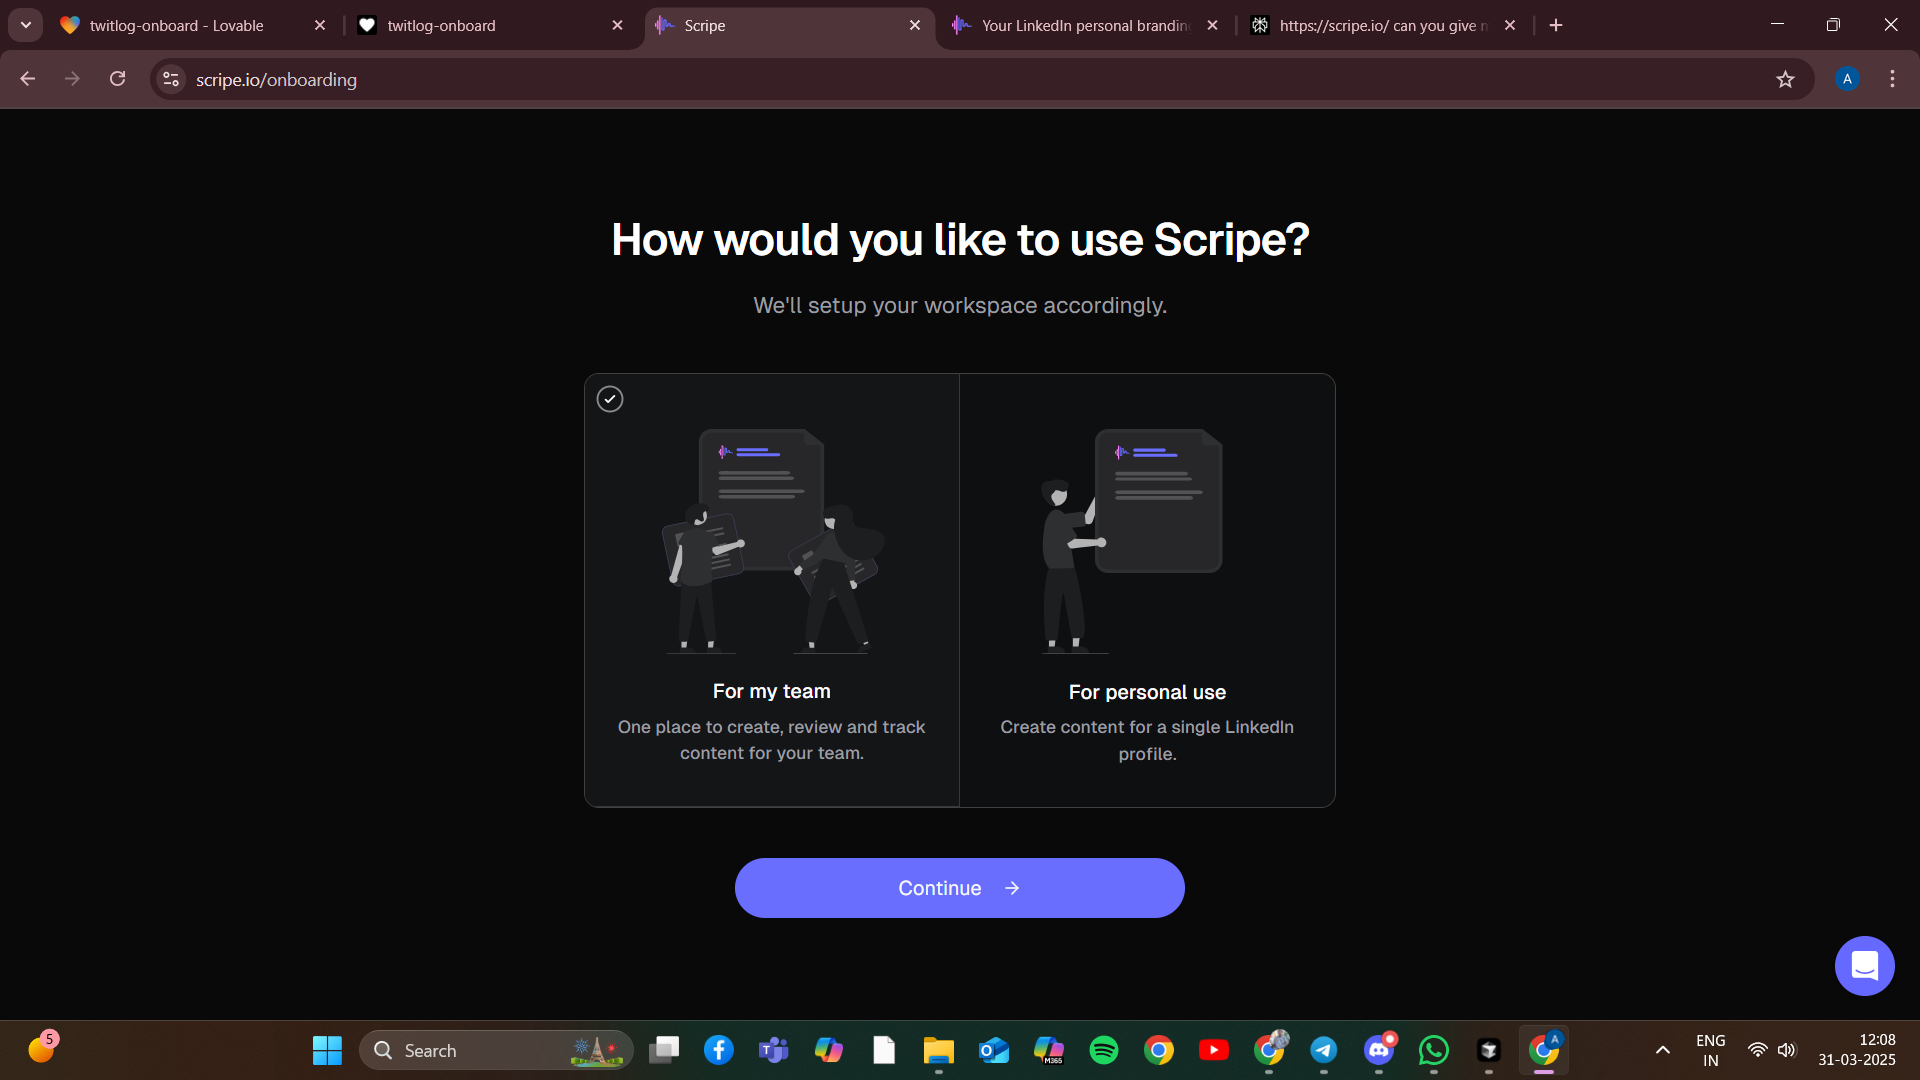 twitlog-onboard - Lovable
twitlog-onboard
Scripe
Your LinkedIn personal branding
https://scripe.io/ can you give m
scripe.io/onboarding
A
How would you like to use Scripe?
We'll setup your workspace accordingly.
For my team
One place to create, review and track
content for your team.
For personal use
Create content for a single LinkedIn
profile.
Continue
5
Search
M365
A
ENG
IN
12:08
31-03-2025